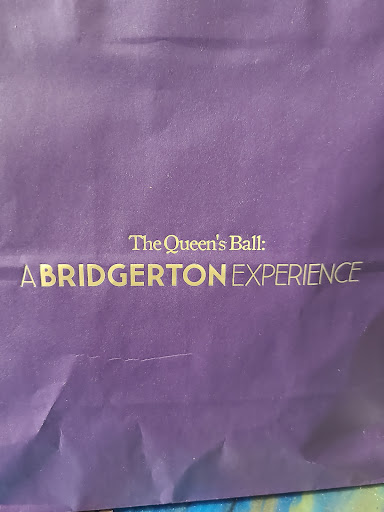 The Queen's Ball:
A BRIDGERTON EXPERIENCE